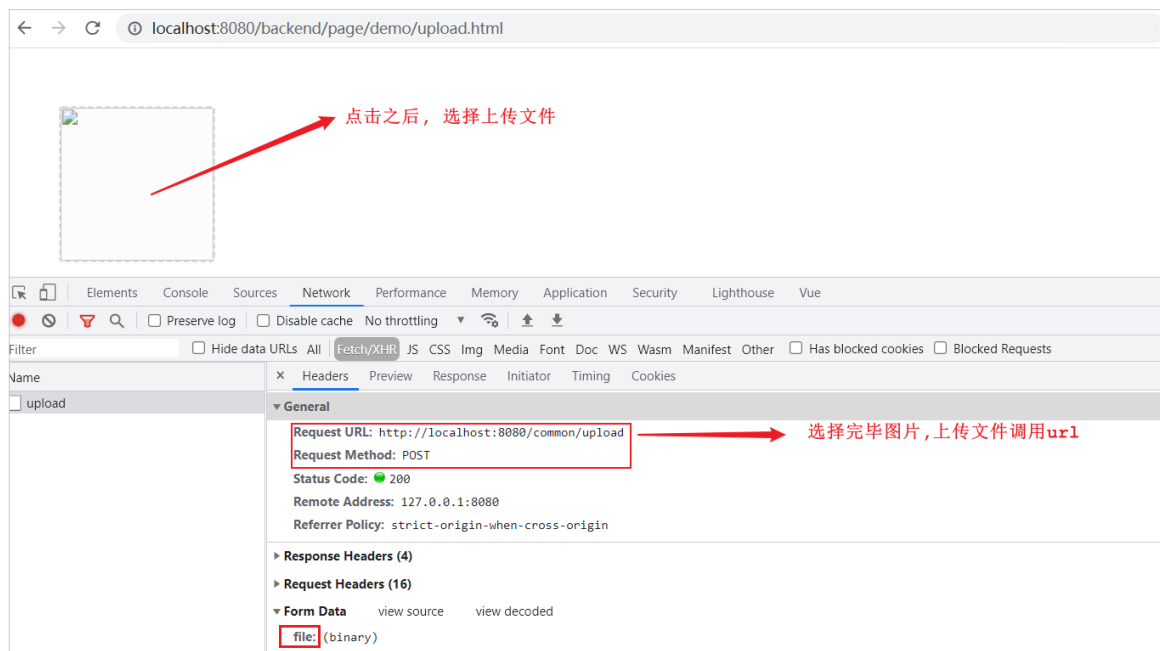 localhost:8080/backend/page/demo/upload.html
点击之后, 选择上传文件
Elements Console Sources Network Performance Memory Application Security Lighthouse Vue
Preserve log Disable cache No throttling
Filter Hide data URLs All Fetch/XHR JS CSS Img Media Font Doc WS Wasm Manifest Other Has blocked cookies Blocked Requests
Name × Headers Preview Response Initiator Timing Cookies
upload
General
Request URL: http://localhost:8080/common/upload 选择完毕图片,上传文件调用url
Request Method: POST
Status Code: 200
Remote Address: 127.0.0.1:8080
Referrer Policy: strict-origin-when-cross-origin
Response Headers (4)
Request Headers (16)
Form Data view source view decoded
file: (binary)